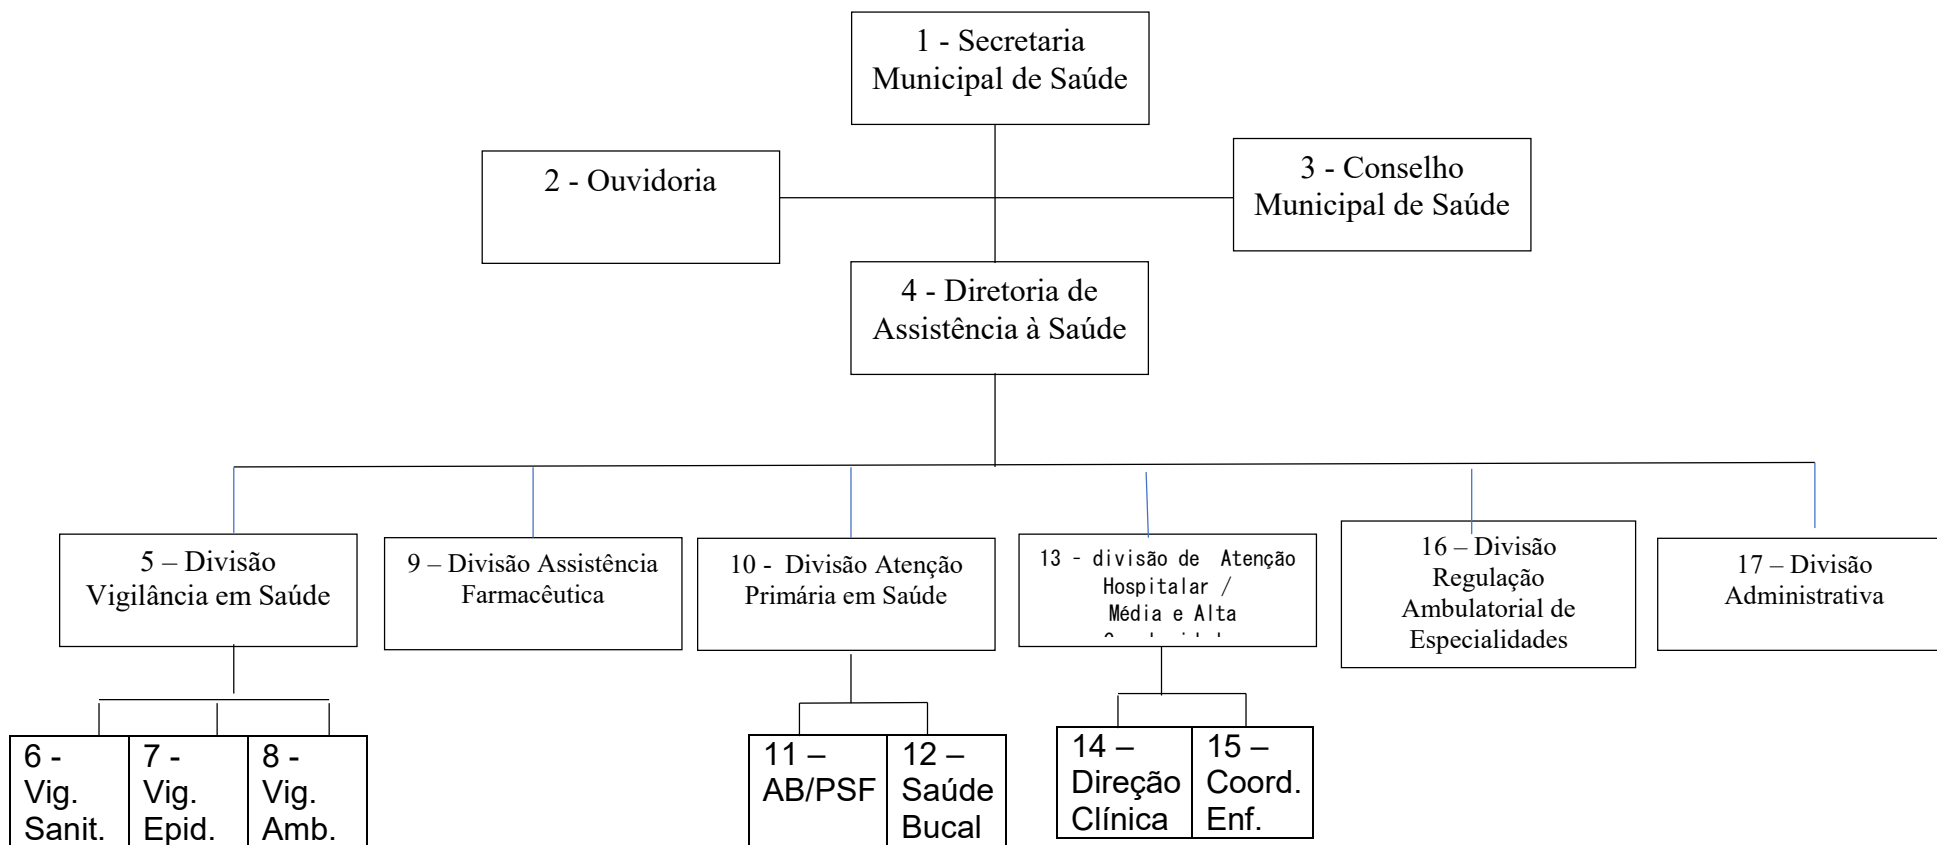 1 - Secretaria
Municipal de Saúde
2 - Ouvidoria
3 - Conselho
Municipal de Saúde
4 - Diretoria de
Assistência à Saúde
5 – Divisão
Vigilância em Saúde
9 – Divisão Assistência
Farmacêutica
10 -  Divisão Atenção
Primária em Saúde
13 - divisão de  Atenção
Hospitalar /
Média e Alta
16 – Divisão
Regulação
Ambulatorial de
Especialidades
17 – Divisão
Administrativa
6 -
Vig.
Sanit.
7 -
Vig.
Epid.
8 -
Vig.
Amb.
11 –
AB/PSF
12 –
Saúde
Bucal
14 –
Direção
Clínica
15 –
Coord.
Enf.